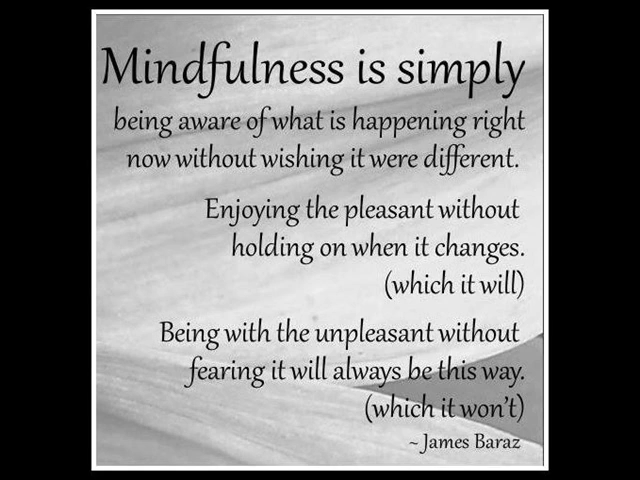 Mindfulness is simply
being aware of what is happening right
now without wishing it were different.
Enjoying the pleasant without
holding on when it changes.
(which it will)
Being with the unpleasant without
fearing it will always be this way.
(which it won't)
~ James Baraz